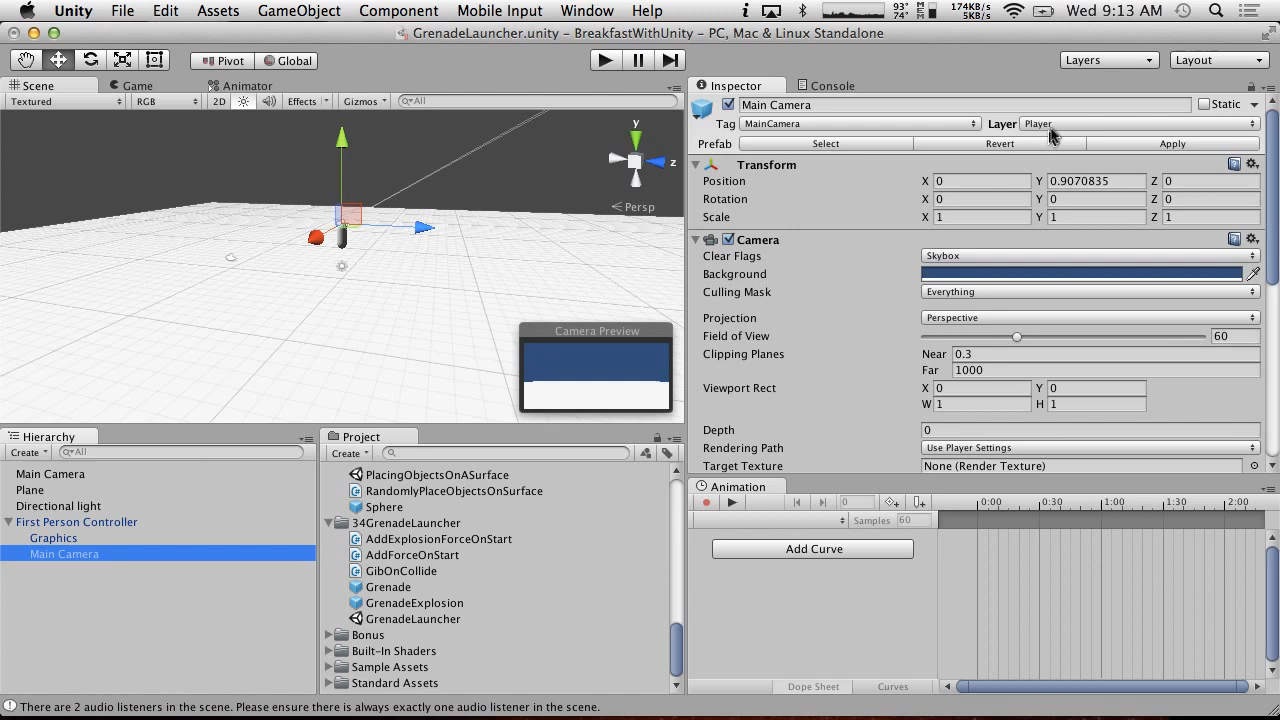 Unity File Edit Assets GameObject Component Mobile Input Window Help 93° 74° 174KB/S 5KB/S Wed 9:13 AM
GrenadeLauncher.unity - BreakfastWithUnity - PC, Mac & Linux Standalone
Pivot Global Layers Layout
Scene Game Animator
Textured RGB 2D Effects Gizmos All
y
z
Persp
Camera Preview
Inspector Console
Main Camera Static
Tag MainCamera Layer Player
Prefab Select Revert Apply
Transform
Position X 0 Y 0.9070835 Z 0
Rotation X 0 Y 0 Z 0
Scale X 1 Y 1 Z 1
Camera
Clear Flags Skybox
Background
Culling Mask Everything
Projection Perspective
Field of View 60
Clipping Planes Near 0.3
Far 1000
Viewport Rect X 0 Y 0
W 1 H 1
Depth 0
Rendering Path Use Player Settings
Target Texture None (Render Texture)
Hierarchy
Create All
Main Camera
Plane
Directional light
First Person Controller
Graphics
Main Camera
Project
Create
PlacingObjectsOnASurface
RandomlyPlaceObjectsOnSurface
Sphere
34GrenadeLauncher
AddExplosionForceOnStart
AddForceOnStart
GibOnCollide
Grenade
GrenadeExplosion
GrenadeLauncher
Bonus
Built-In Shaders
Sample Assets
Standard Assets
Animation
0 0:00 0:30 1:00 1:30 2:00
Samples 60
Add Curve
Dope Sheet Curves
There are 2 audio listeners in the scene. Please ensure there is always exactly one audio listener in the scene.